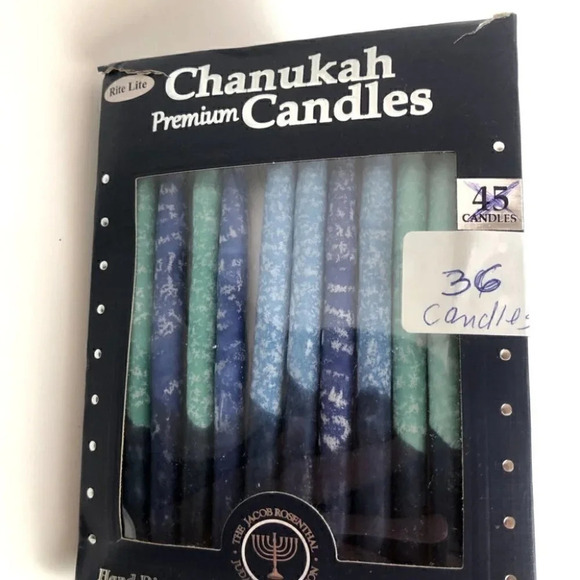 Rite Lite
Chanukah
Premium Candles
45
CANDLES
36
Candles
THE JACOB ROSENTHAL